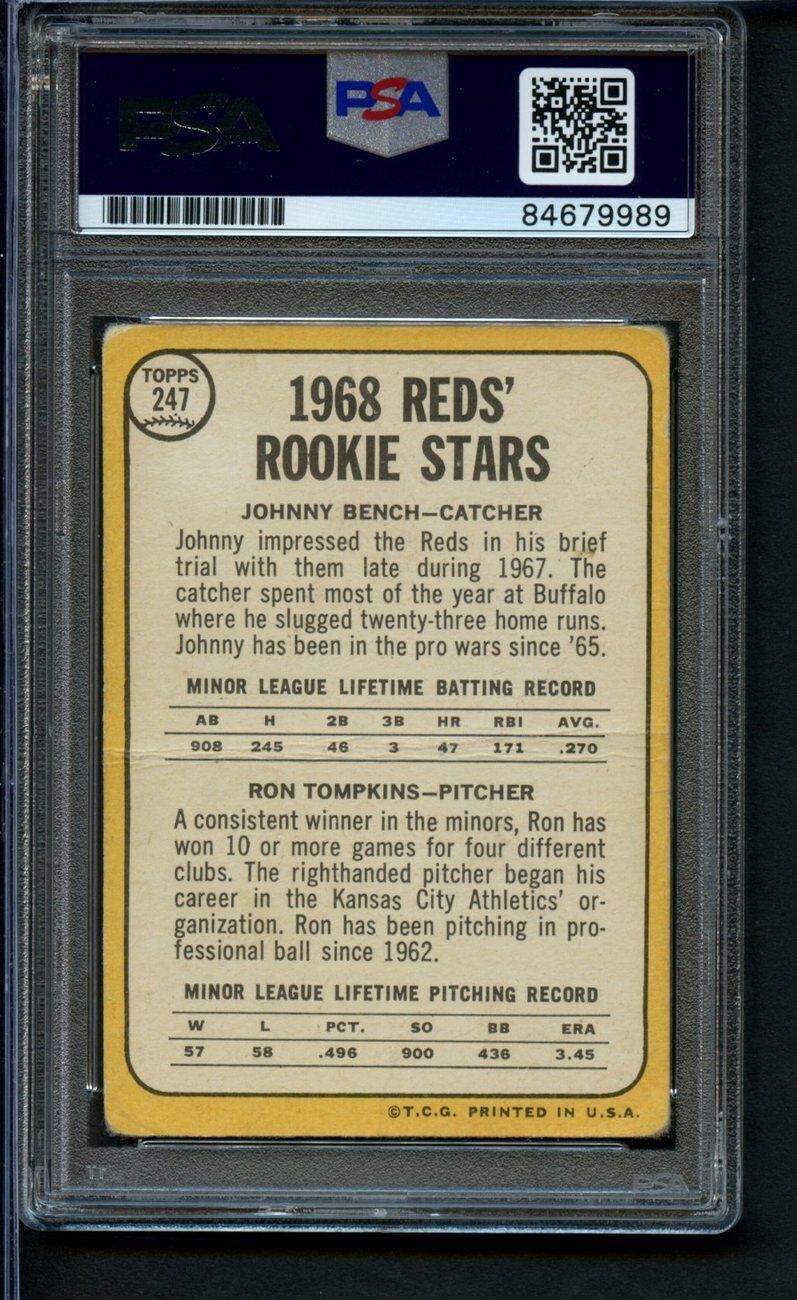 PSA
PSA
84679989
TOPPS
247
1968 REDS'
ROOKIE STARS
JOHNNY BENCH—CATCHER
Johnny impressed the Reds in his brief
trial with them late during 1967. The
catcher spent most of the year at Buffalo
where he slugged twenty-three home runs.
Johnny has been in the pro wars since '65.
MINOR LEAGUE LIFETIME BATTING RECORD
AB H 2B 3B HR RBI AVG.
908 245 46 3 47 171 .270
RON TOMPKINS—PITCHER
A consistent winner in the minors, Ron has
won 10 or more games for four different
clubs. The righthanded pitcher began his
career in the Kansas City Athletics' or-
ganization. Ron has been pitching in pro-
fessional ball since 1962.
MINOR LEAGUE LIFETIME PITCHING RECORD
W L PCT. SO BB ERA
57 58 .496 900 436 3.45
©T.C.G. PRINTED IN U.S.A.
PSA